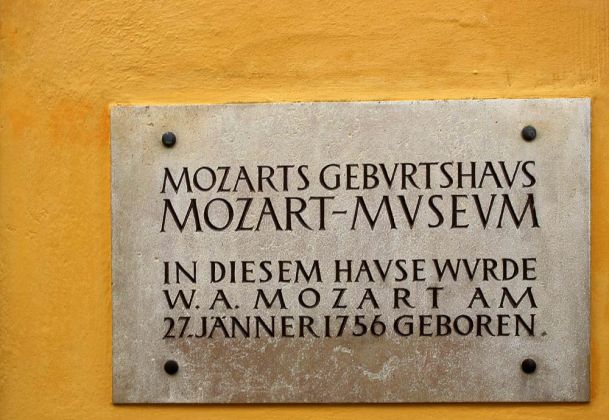 MOZARTS GEBVRTSHAVS
MOZART-MVSEVM
IN DIESEM HAVSE WVRDE
W. A. MOZART AM
27. JÄNNER 1756 GEBOREN.